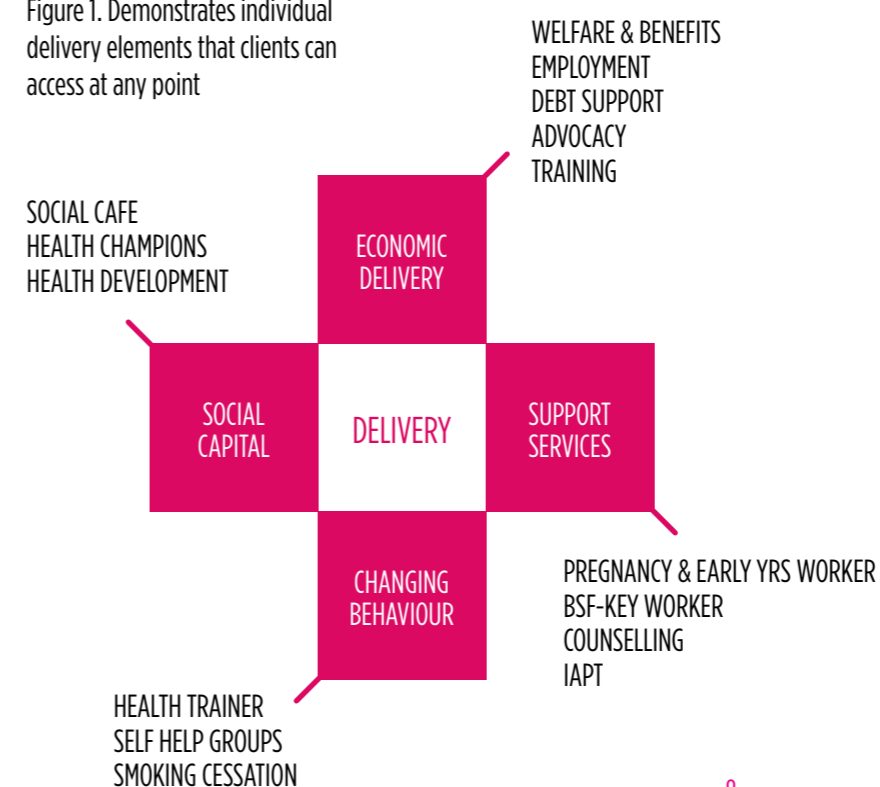 Figure 1. Demonstrates individual
delivery elements that clients can
access at any point
WELFARE & BENEFITS
EMPLOYMENT
DEBT SUPPORT
ADVOCACY
TRAINING
SOCIAL CAFE
HEALTH CHAMPIONS
HEALTH DEVELOPMENT
ECONOMIC
DELIVERY
SOCIAL
CAPITAL
DELIVERY
SUPPORT
SERVICES
CHANGING
BEHAVIOUR
PREGNANCY & EARLY YRS WORKER
BSF-KEY WORKER
COUNSELLING
IAPT
HEALTH TRAINER
SELF HELP GROUPS
SMOKING CESSATION